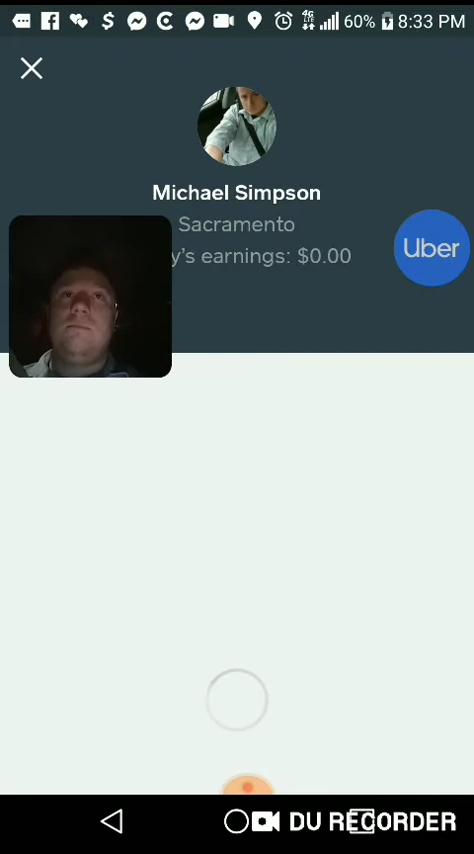 60% 8:33 PM
Michael Simpson
Sacramento
y's earnings: $0.00
Uber
DU RECORDER